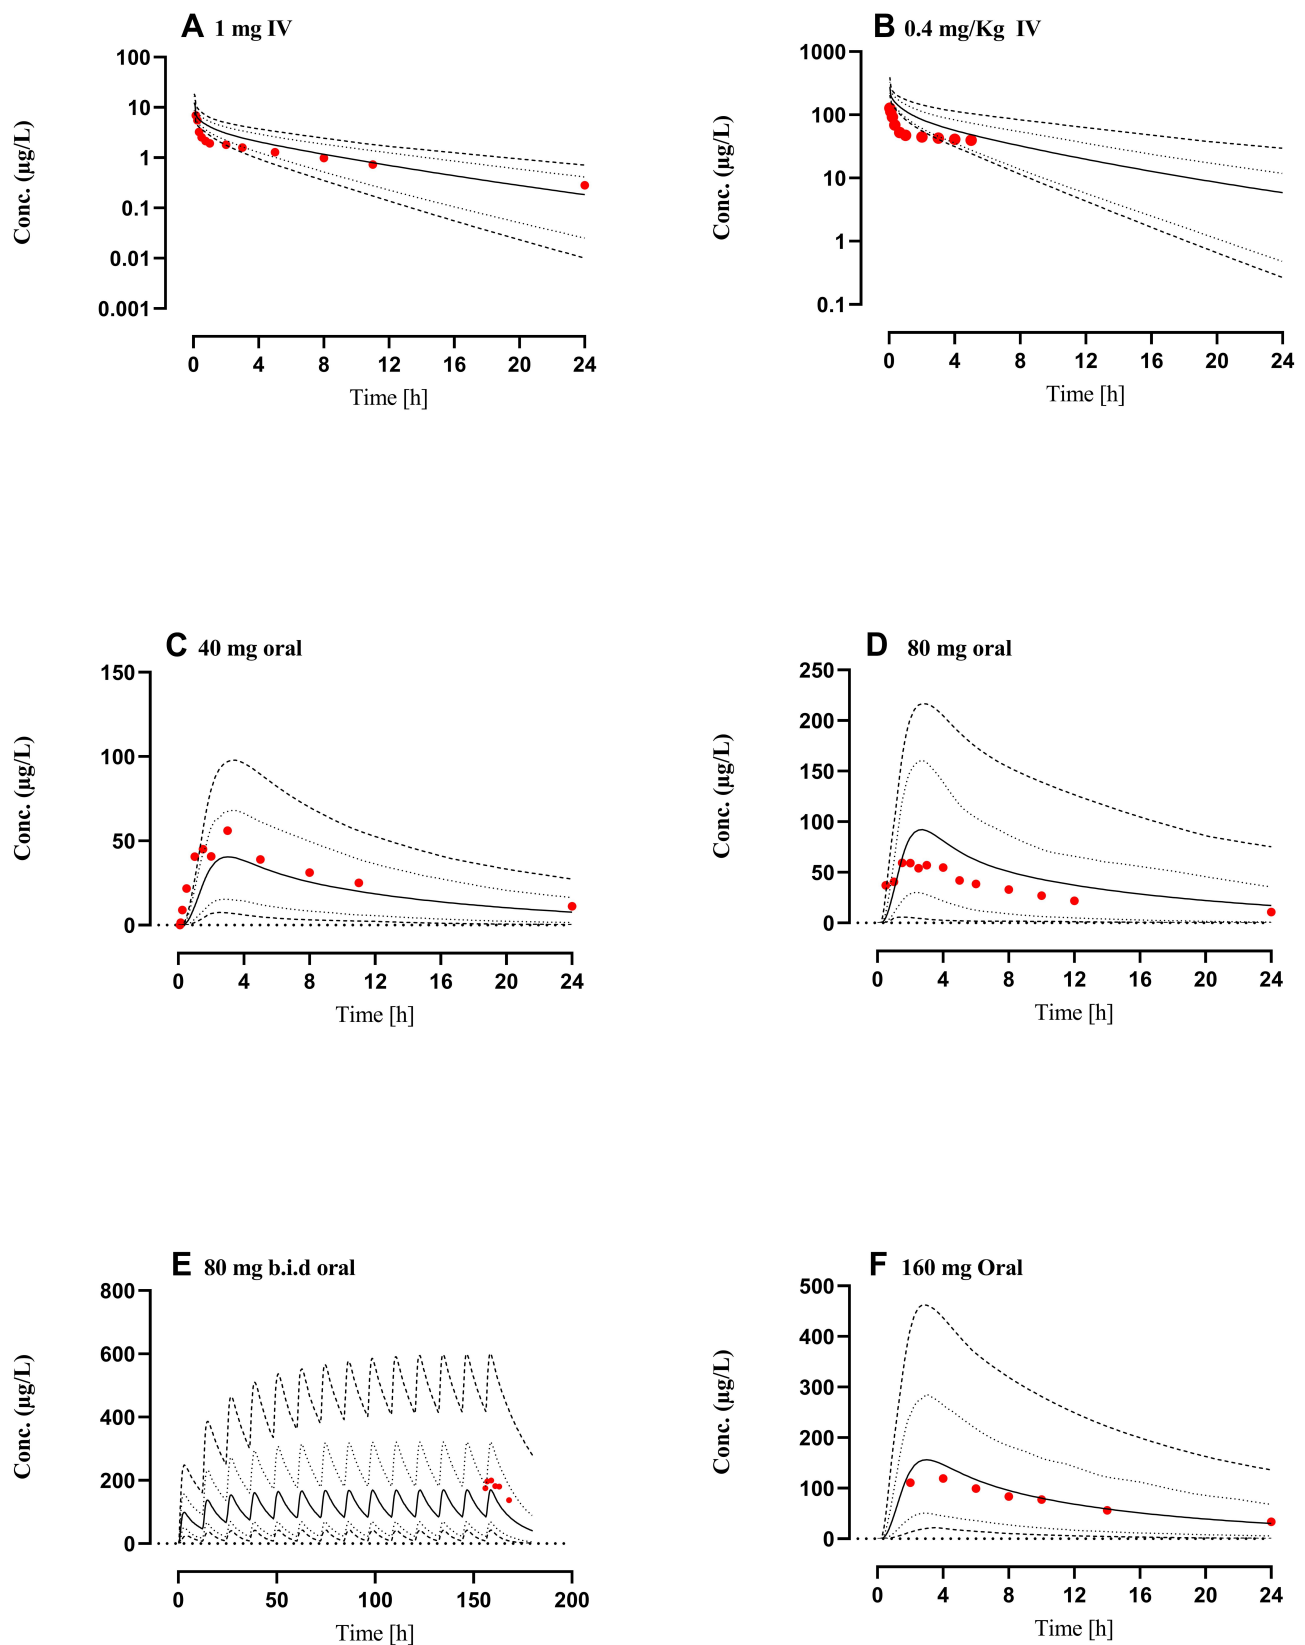 A 1 mg IV
100
10
1
0.1
0.01
0.001
Conc. (µg/L)
0 4 8 12 16 20 24
Time [h]
B 0.4 mg/Kg IV
1000
100
10
1
0.1
Conc. (µg/L)
0 4 8 12 16 20 24
Time [h]
C 40 mg oral
150
100
50
0
Conc. (µg/L)
0 4 8 12 16 20 24
Time [h]
D 80 mg oral
250
200
150
100
50
0
Conc. (µg/L)
0 4 8 12 16 20 24
Time [h]
E 80 mg b.i.d oral
800
600
400
200
0
Conc. (µg/L)
0 50 100 150 200
Time [h]
F 160 mg Oral
500
400
300
200
100
0
Conc. (µg/L)
0 4 8 12 16 20 24
Time [h]